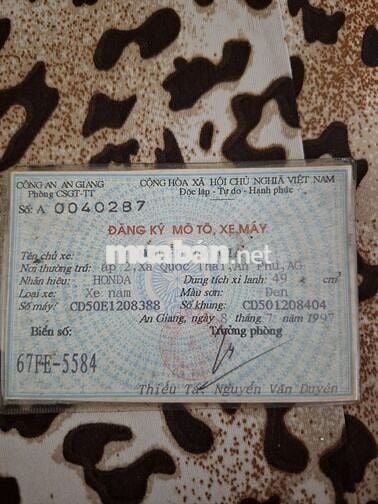 CÔNG AN AN GIANG
Phòng CSGT-TT
CỘNG HÒA XÃ HỘI CHỦ NGHĨA VIỆT NAM
Độc lập - Tự do - Hạnh phúc
Số: A 0040287
ĐĂNG KÝ MÔ TÔ, XE MÁY
muaban.net
Tên chủ xe:
Nơi thường trú: ấp 2, Xã Quốc Thái, An Phú, AG
Nhãn hiệu: HONDA Dung tích xi lanh: 49 cm³
Loại xe: Xe nam Màu sơn: Đen
Số máy: CD50E1208388 Số khung: CD501208404
An Giang, ngày 8 tháng 7 năm 1997
Biển số: Trưởng phòng
67FE-5584
Thiếu Tá. Nguyễn Văn Duyên